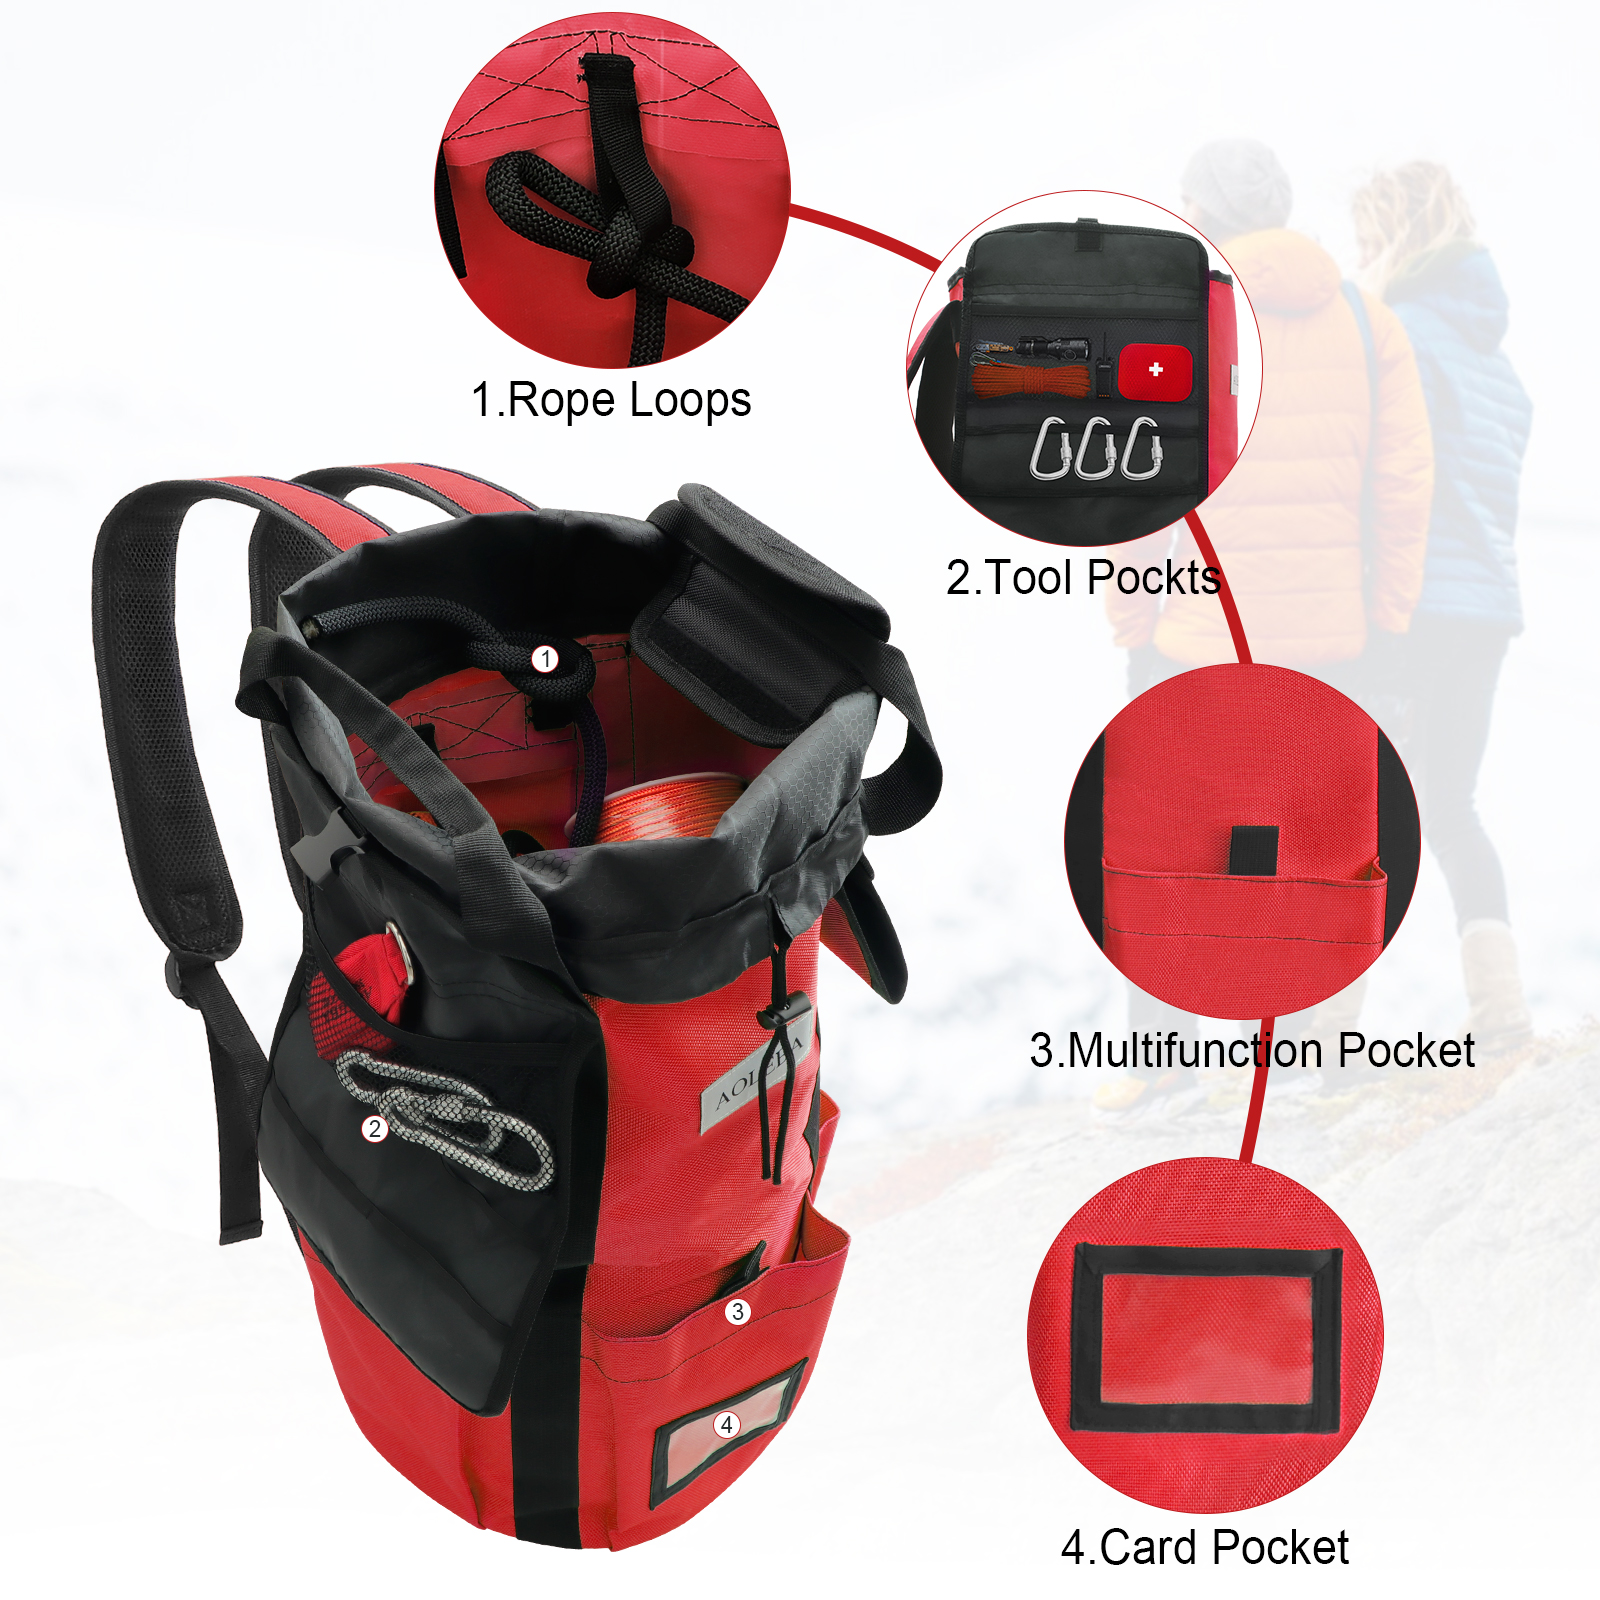 1.Rope Loops
2.Tool Pockts
1
2
3.Multifunction Pocket
3
4
4.Card Pocket